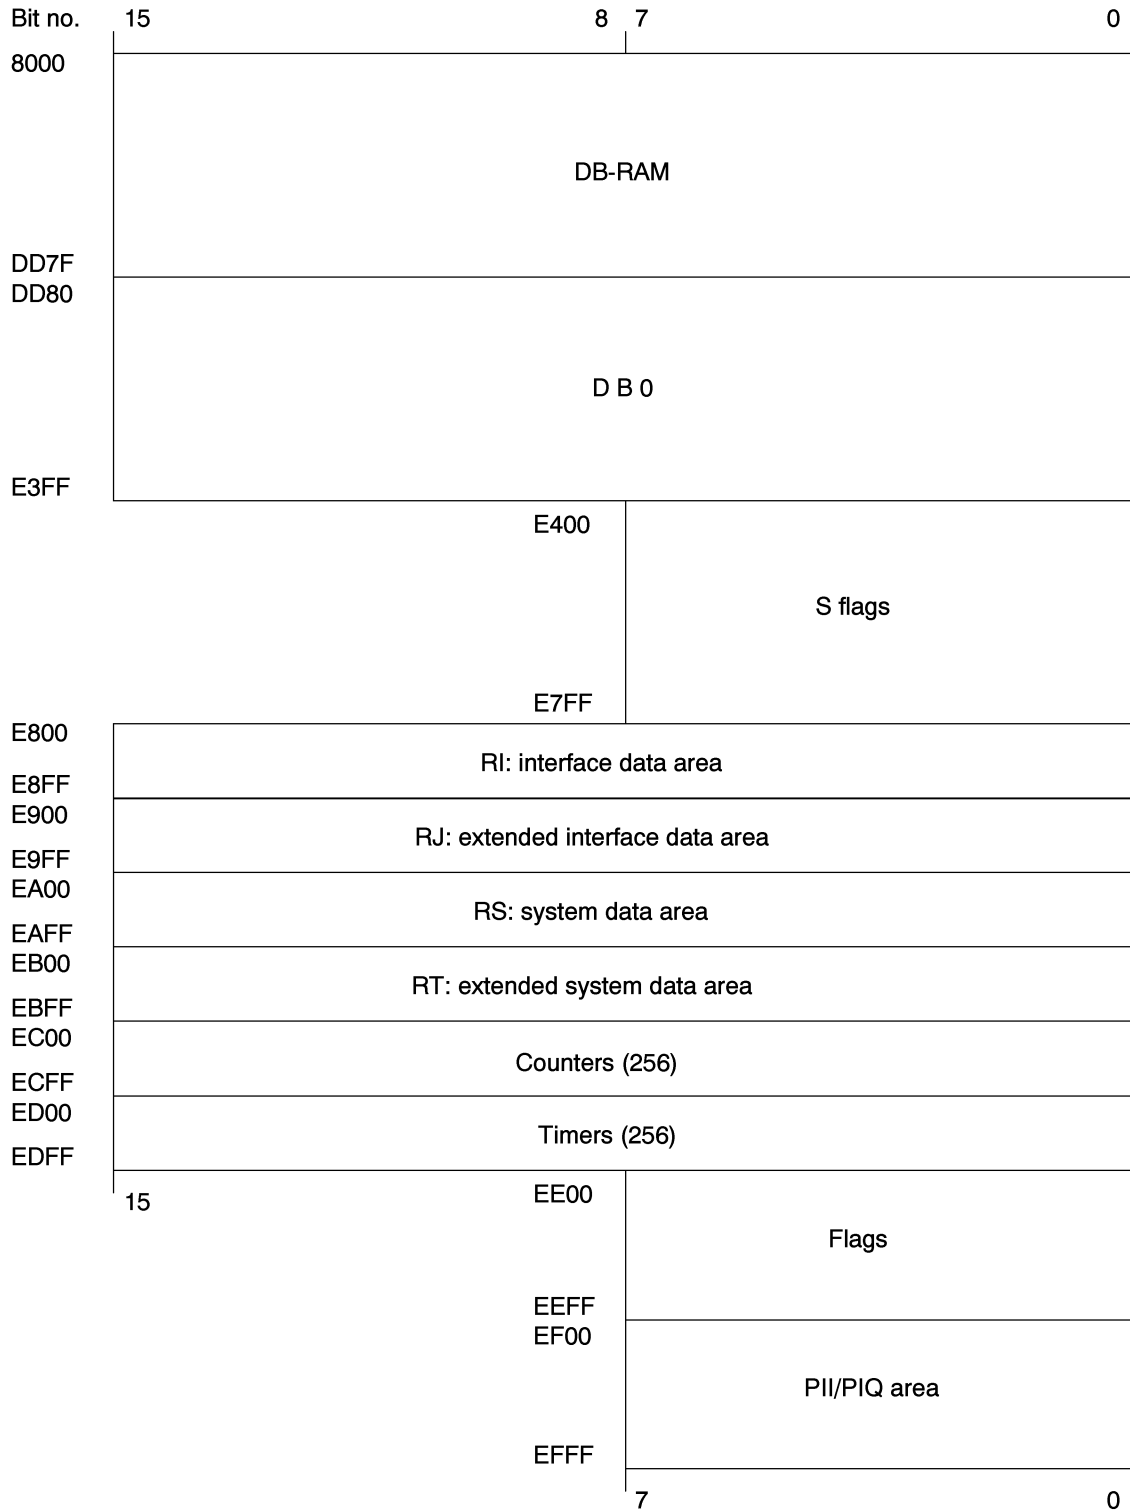 Bit no. 15 8 7 0
8000
DB-RAM
DD7F
DD80
D B 0
E3FF
E400
S flags
E7FF
E800
RI: interface data area
E8FF
E900
RJ: extended interface data area
E9FF
EA00
RS: system data area
EAFF
EB00
RT: extended system data area
EBFF
EC00
Counters (256)
ECFF
ED00
Timers (256)
EDFF
15
EE00
Flags
EEFF
EF00
PII/PIQ area
EFFF
7 0